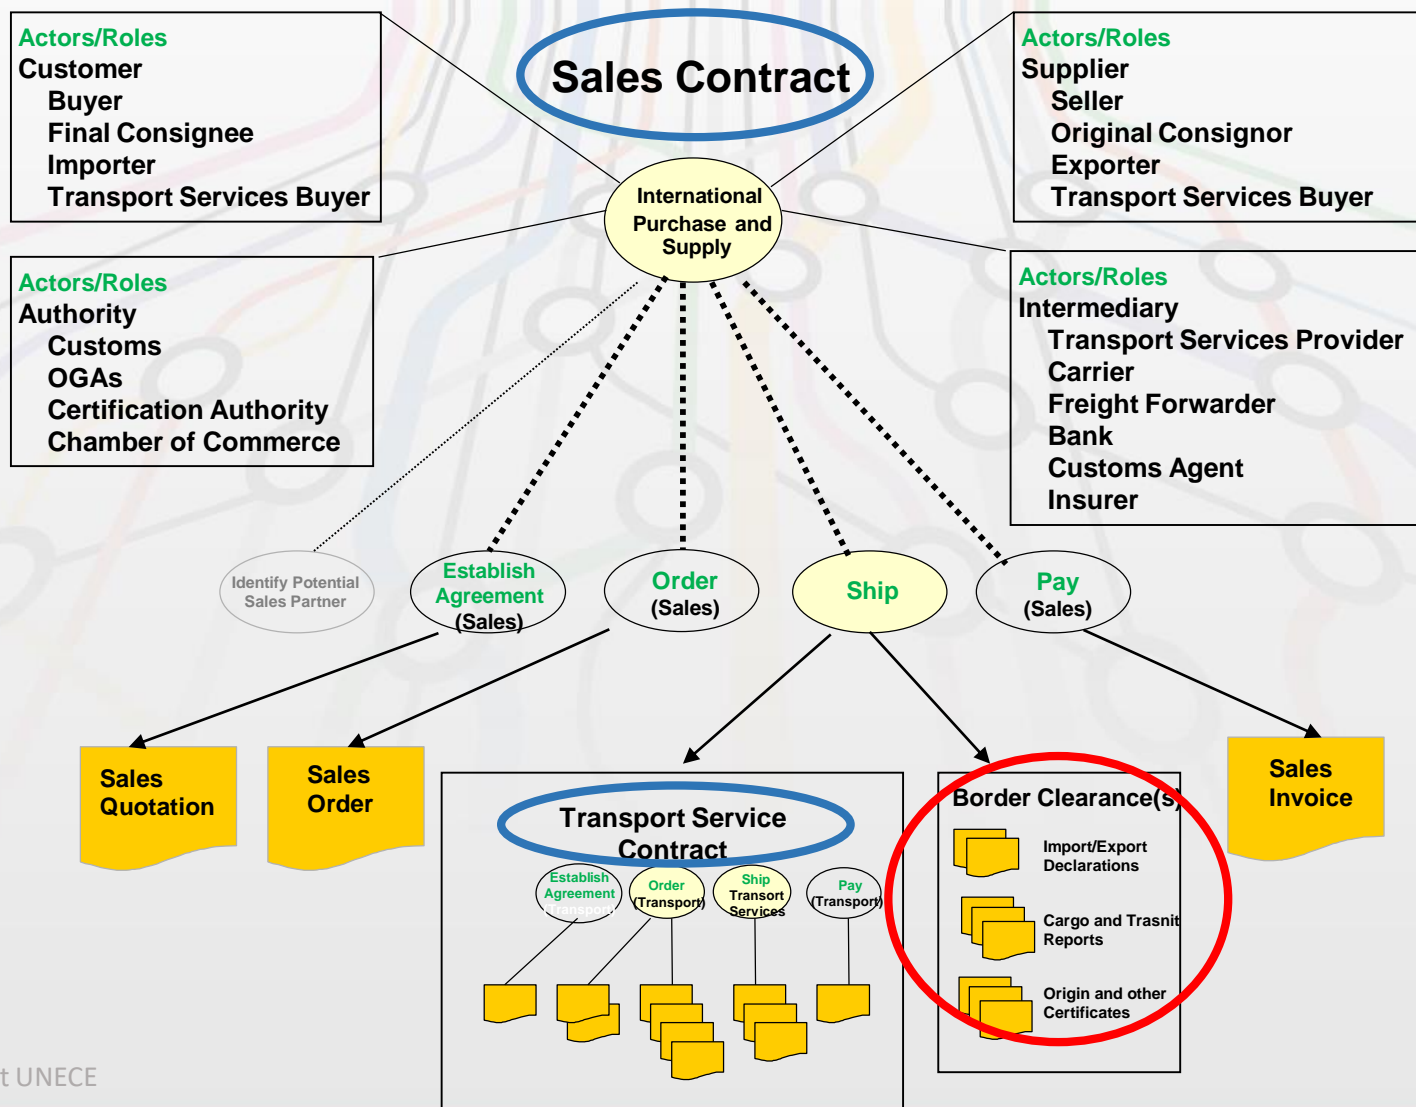 Sales Contract
Actors/Roles
Customer
Buyer
Final Consignee
Importer
Transport Services Buyer
Actors/Roles
Supplier
Seller
Original Consignor
Exporter
Transport Services Buyer
International
Purchase and
Supply
Actors/Roles
Authority
Customs
OGAs
Certification Authority
Chamber of Commerce
Actors/Roles
Intermediary
Transport Services Provider
Carrier
Freight Forwarder
Bank
Customs Agent
Insurer
Identify Potential
Sales Partner
Establish
Agreement
(Sales)
Order
(Sales)
Ship
Pay
(Sales)
Sales
Quotation
Sales
Order
Transport Service
Contract
Establish
Agreement
(Transport)
Order
(Transport)
Ship
Transort
Services
Pay
(Transport)
Border Clearance(s)
Import/Export
Declarations
Cargo and Trasnit
Reports
Origin and other
Certificates
Sales
Invoice
t UNECE